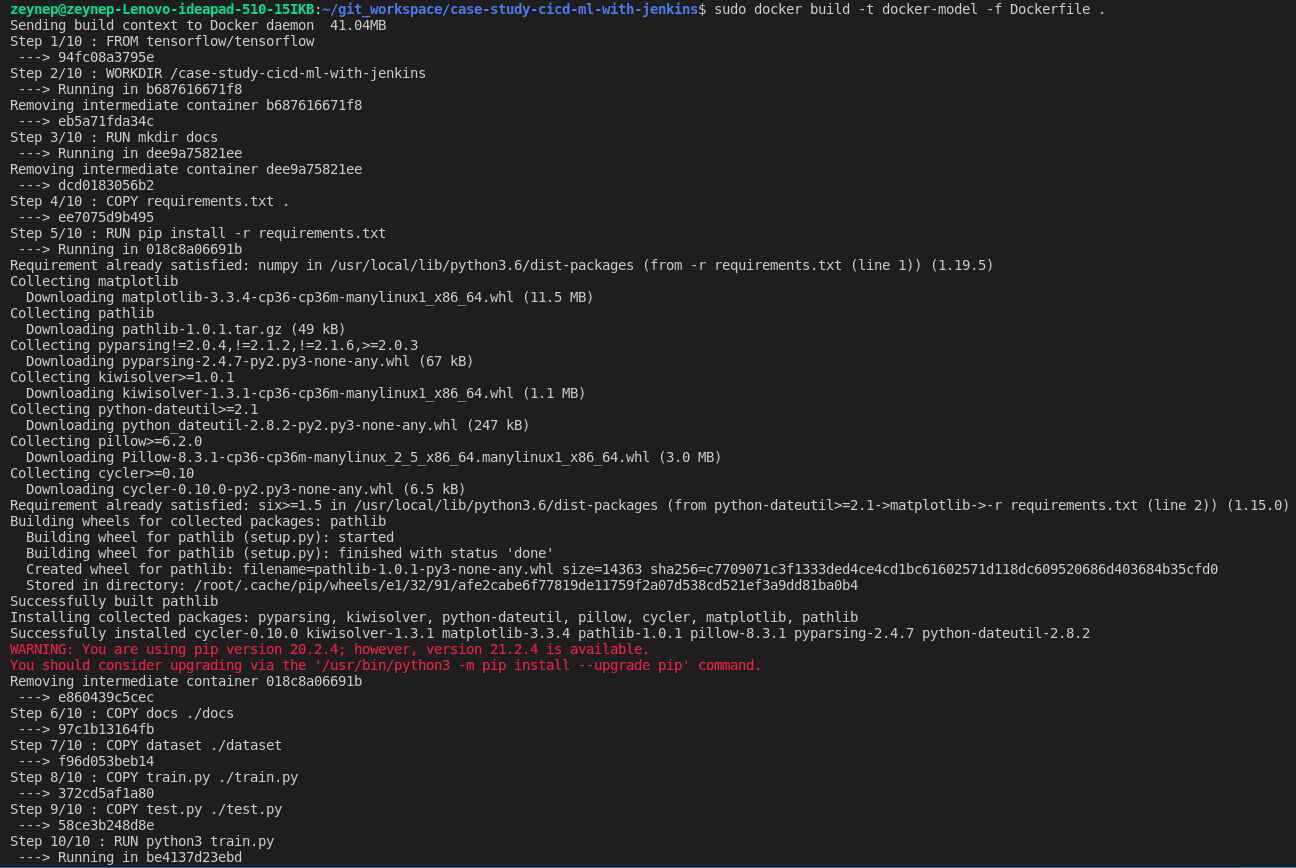 zeynep@zeynep-Lenovo-ideapad-510-15IKB:~/git_workspace/case-study-cicd-ml-with-jenkins$ sudo docker build -t docker-model -f Dockerfile .
Sending build context to Docker daemon  41.04MB
Step 1/10 : FROM tensorflow/tensorflow
 ---> 94fc08a3795e
Step 2/10 : WORKDIR /case-study-cicd-ml-with-jenkins
 ---> Running in b687616671f8
Removing intermediate container b687616671f8
 ---> eb5a71fda34c
Step 3/10 : RUN mkdir docs
 ---> Running in dee9a75821ee
Removing intermediate container dee9a75821ee
 ---> dcd0183056b2
Step 4/10 : COPY requirements.txt .
 ---> ee7075d9b495
Step 5/10 : RUN pip install -r requirements.txt
 ---> Running in 018c8a06691b
Requirement already satisfied: numpy in /usr/local/lib/python3.6/dist-packages (from -r requirements.txt (line 1)) (1.19.5)
Collecting matplotlib
  Downloading matplotlib-3.3.4-cp36-cp36m-manylinux1_x86_64.whl (11.5 MB)
Collecting pathlib
  Downloading pathlib-1.0.1.tar.gz (49 kB)
Collecting pyparsing!=2.0.4,!=2.1.2,!=2.1.6,>=2.0.3
  Downloading pyparsing-2.4.7-py2.py3-none-any.whl (67 kB)
Collecting kiwisolver>=1.0.1
  Downloading kiwisolver-1.3.1-cp36-cp36m-manylinux1_x86_64.whl (1.1 MB)
Collecting python-dateutil>=2.1
  Downloading python_dateutil-2.8.2-py2.py3-none-any.whl (247 kB)
Collecting pillow>=6.2.0
  Downloading Pillow-8.3.1-cp36-cp36m-manylinux_2_5_x86_64.manylinux1_x86_64.whl (3.0 MB)
Collecting cycler>=0.10
  Downloading cycler-0.10.0-py2.py3-none-any.whl (6.5 kB)
Requirement already satisfied: six>=1.5 in /usr/local/lib/python3.6/dist-packages (from python-dateutil>=2.1->matplotlib->-r requirements.txt (line 2)) (1.15.0)
Building wheels for collected packages: pathlib
  Building wheel for pathlib (setup.py): started
  Building wheel for pathlib (setup.py): finished with status 'done'
  Created wheel for pathlib: filename=pathlib-1.0.1-py3-none-any.whl size=14363 sha256=c7709071c3f1333ded4ce4cd1bc61602571d118dc609520686d403684b35cfd0
  Stored in directory: /root/.cache/pip/wheels/e1/32/91/afe2cabe6f77819de11759f2a07d538cd521ef3a9dd81ba0b4
Successfully built pathlib
Installing collected packages: pyparsing, kiwisolver, python-dateutil, pillow, cycler, matplotlib, pathlib
Successfully installed cycler-0.10.0 kiwisolver-1.3.1 matplotlib-3.3.4 pathlib-1.0.1 pillow-8.3.1 pyparsing-2.4.7 python-dateutil-2.8.2
WARNING: You are using pip version 20.2.4; however, version 21.2.4 is available.
You should consider upgrading via the '/usr/bin/python3 -m pip install --upgrade pip' command.
Removing intermediate container 018c8a06691b
 ---> e860439c5cec
Step 6/10 : COPY docs ./docs
 ---> 97c1b13164fb
Step 7/10 : COPY dataset ./dataset
 ---> f96d053beb14
Step 8/10 : COPY train.py ./train.py
 ---> 372cd5af1a80
Step 9/10 : COPY test.py ./test.py
 ---> 58ce3b248d8e
Step 10/10 : RUN python3 train.py
 ---> Running in be4137d23ebd